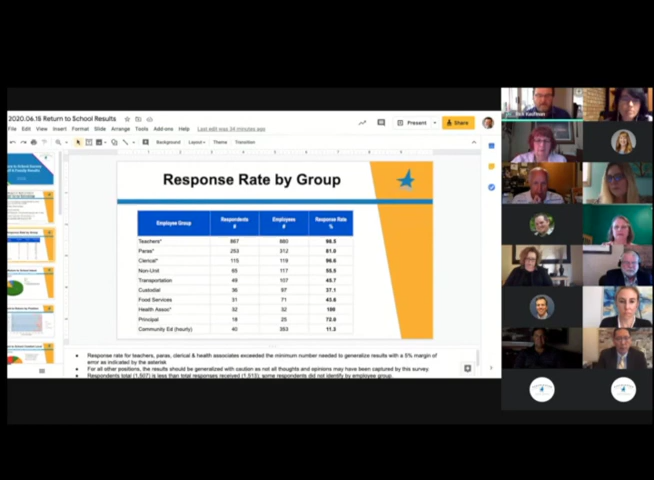 2020.06.15 Return to School Results
File Edit View Insert Format Slide Arrange Tools Add-ons Help Last edit was 34 minutes ago
Present Share
Background Layout Theme Transition
Response Rate by Group
Employee Group Respondents # Employees # Response Rate %
Teachers* 867 880 98.5
Paras* 253 312 81.0
Clerical* 115 119 96.6
Non-Unit 65 117 55.5
Transportation 49 107 45.7
Custodial 36 97 37.1
Food Services 31 71 43.6
Health Assoc* 32 32 100
Principal 18 25 72.0
Community Ed (hourly) 40 353 11.3
Response rate for teachers, paras, clerical & health associates exceeded the minimum number needed to generalize results with a 5% margin of
error as indicated by the asterisk
For all other positions, the results should be generalized with caution as not all thoughts and opinions may have been captured by this survey.
Respondents total (1,507) is less than total responses received (1,513); some respondents did not identify by employee group.